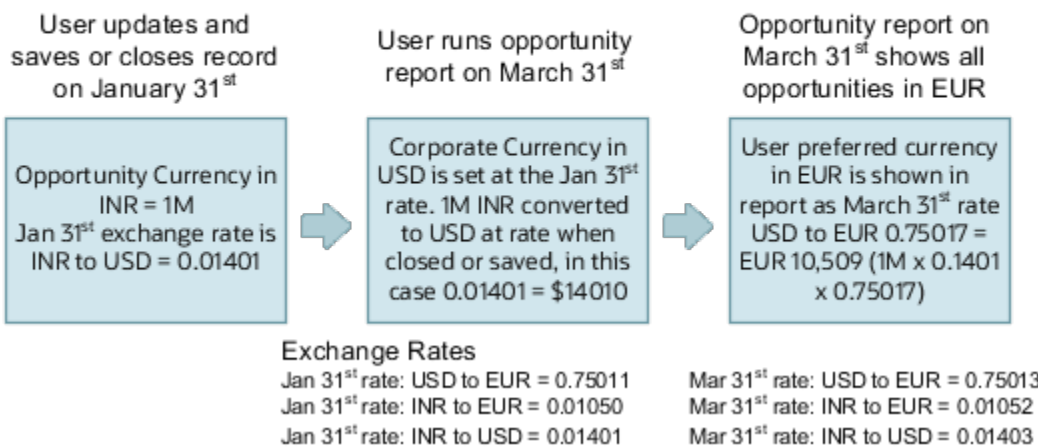 User updates and
saves or closes record
on January 31st
User runs opportunity
report on March 31st
Opportunity report on
March 31st shows all
opportunities in EUR
Opportunity Currency in
INR = 1M
Jan 31st exchange rate is
INR to USD = 0.01401
Corporate Currency in
USD is set at the Jan 31st
rate. 1M INR converted
to USD at rate when
closed or saved, in this
case 0.01401 = $14010
User preferred currency
in EUR is shown in
report as March 31st rate
USD to EUR 0.75017 =
EUR 10,509 (1M x 0.1401
x 0.75017)
Exchange Rates
Jan 31st rate: USD to EUR = 0.75011
Jan 31st rate: INR to EUR = 0.01050
Jan 31st rate: INR to USD = 0.01401
Mar 31st rate: USD to EUR = 0.75013
Mar 31st rate: INR to EUR = 0.01052
Mar 31st rate: INR to USD = 0.01403